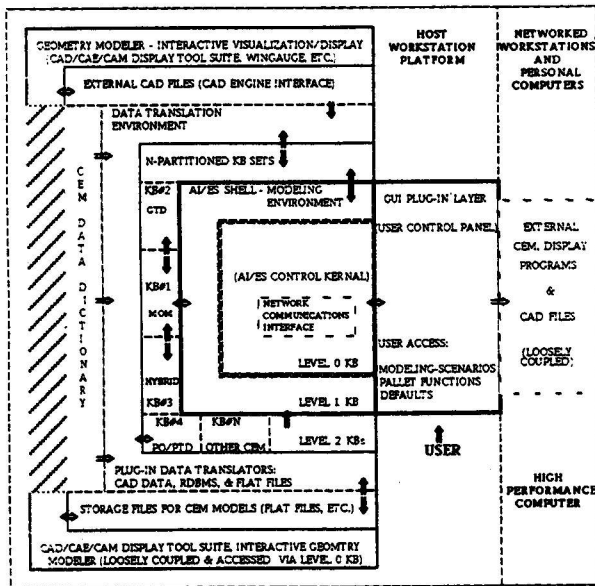 GEOMETRY MODELER - INTERACTIVE VISUALIZATION/DISPLAY
(CAD/CAE/CAM DISPLAY TOOL SUITE, WINGAUGE, ETC.)
EXTERNAL CAD FILES (CAD ENGINE INTERFACE)
DATA TRANSLATION
ENVIRONMENT
N-PARTITIONED KB SETS
KB#2
GTD
AI/ES SHELL - MODELING
ENVIRONMENT
CEM DATA DICTIONARY
KB#1
MOM
HYBRID
KB#3
(AI/ES CONTROL KERNAL)
NETWORK
COMMUNICATIONS
INTERFACE
LEVEL 0 KB
LEVEL 1 KB
KB#4
PO/PTD
KB#N
OTHER CEM
LEVEL 2 KBs
PLUG-IN DATA TRANSLATORS:
CAD DATA, RDBMS, & FLAT FILES
STORAGE FILES FOR CEM MODELS (FLAT FILES, ETC.)
CAD/CAE/CAM DISPLAY TOOL SUITE, INTERACTIVE GEOMTRY
MODELER (LOOSELY COUPLED & ACCESSED VIA LEVEL 0 KB)
HOST
WORKSTATION
PLATFORM
GUI PLUG-IN LAYER
(USER CONTROL PANEL)
USER ACCESS:
MODELING-SCENARIOS
PALLET FUNCTIONS
DEFAULTS
USER
NETWORKED
WORKSTATIONS
AND
PERSONAL
COMPUTERS
EXTERNAL
CEM, DISPLAY
PROGRAMS
&
CAD FILES
(LOOSELY
COUPLED)
HIGH
PERFORMANCE
COMPUTER